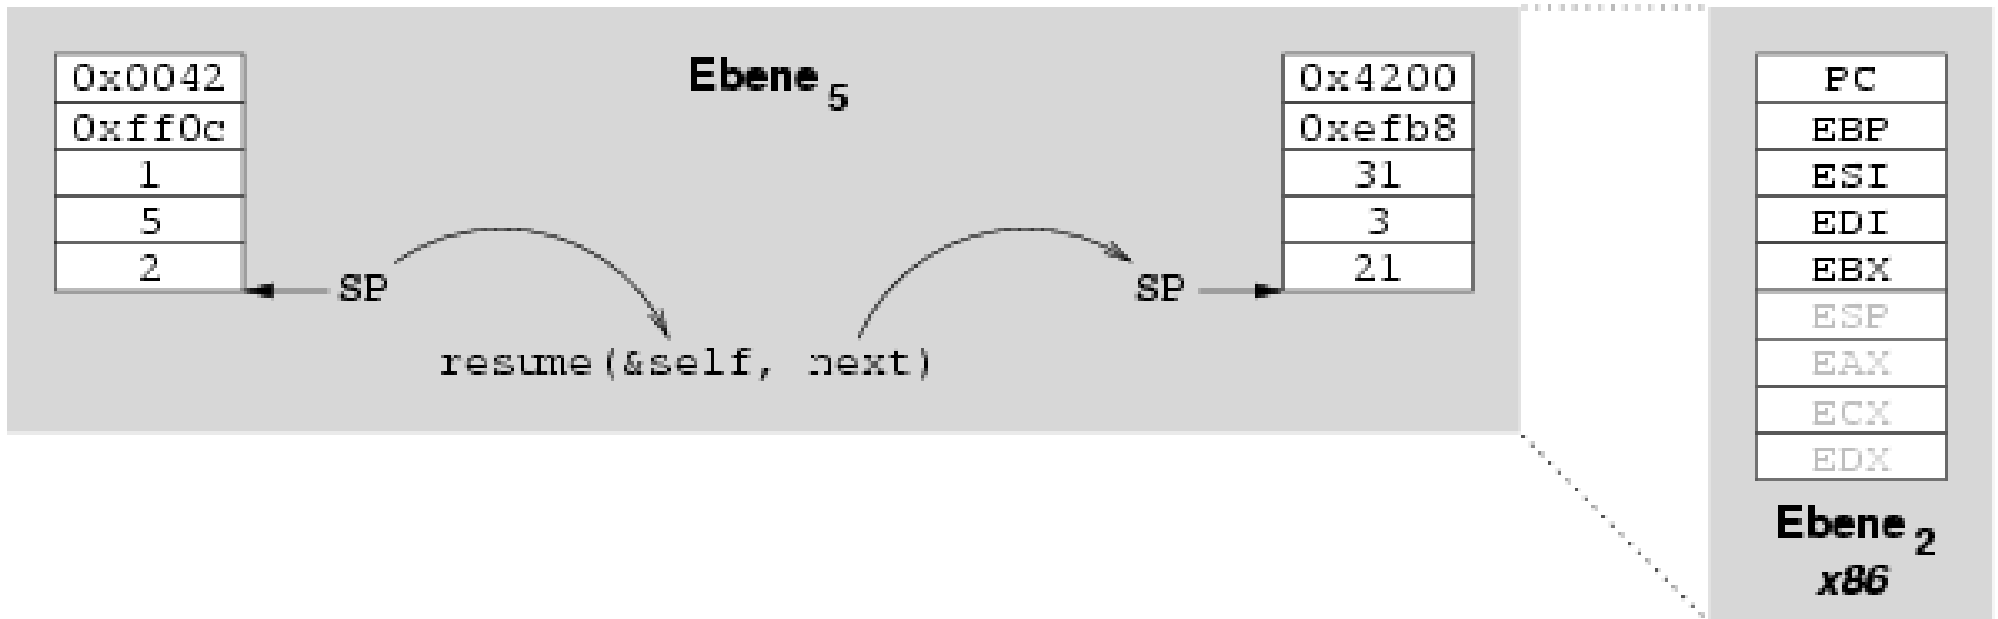 0x0042
0xff0c
1
5
2
SP
Ebene 5
resume(&self, next)
SP
0x4200
0xefb8
31
3
21
PC
EBP
ESI
EDI
EBX
ESP
EAX
ECX
EDX
Ebene 2
x86